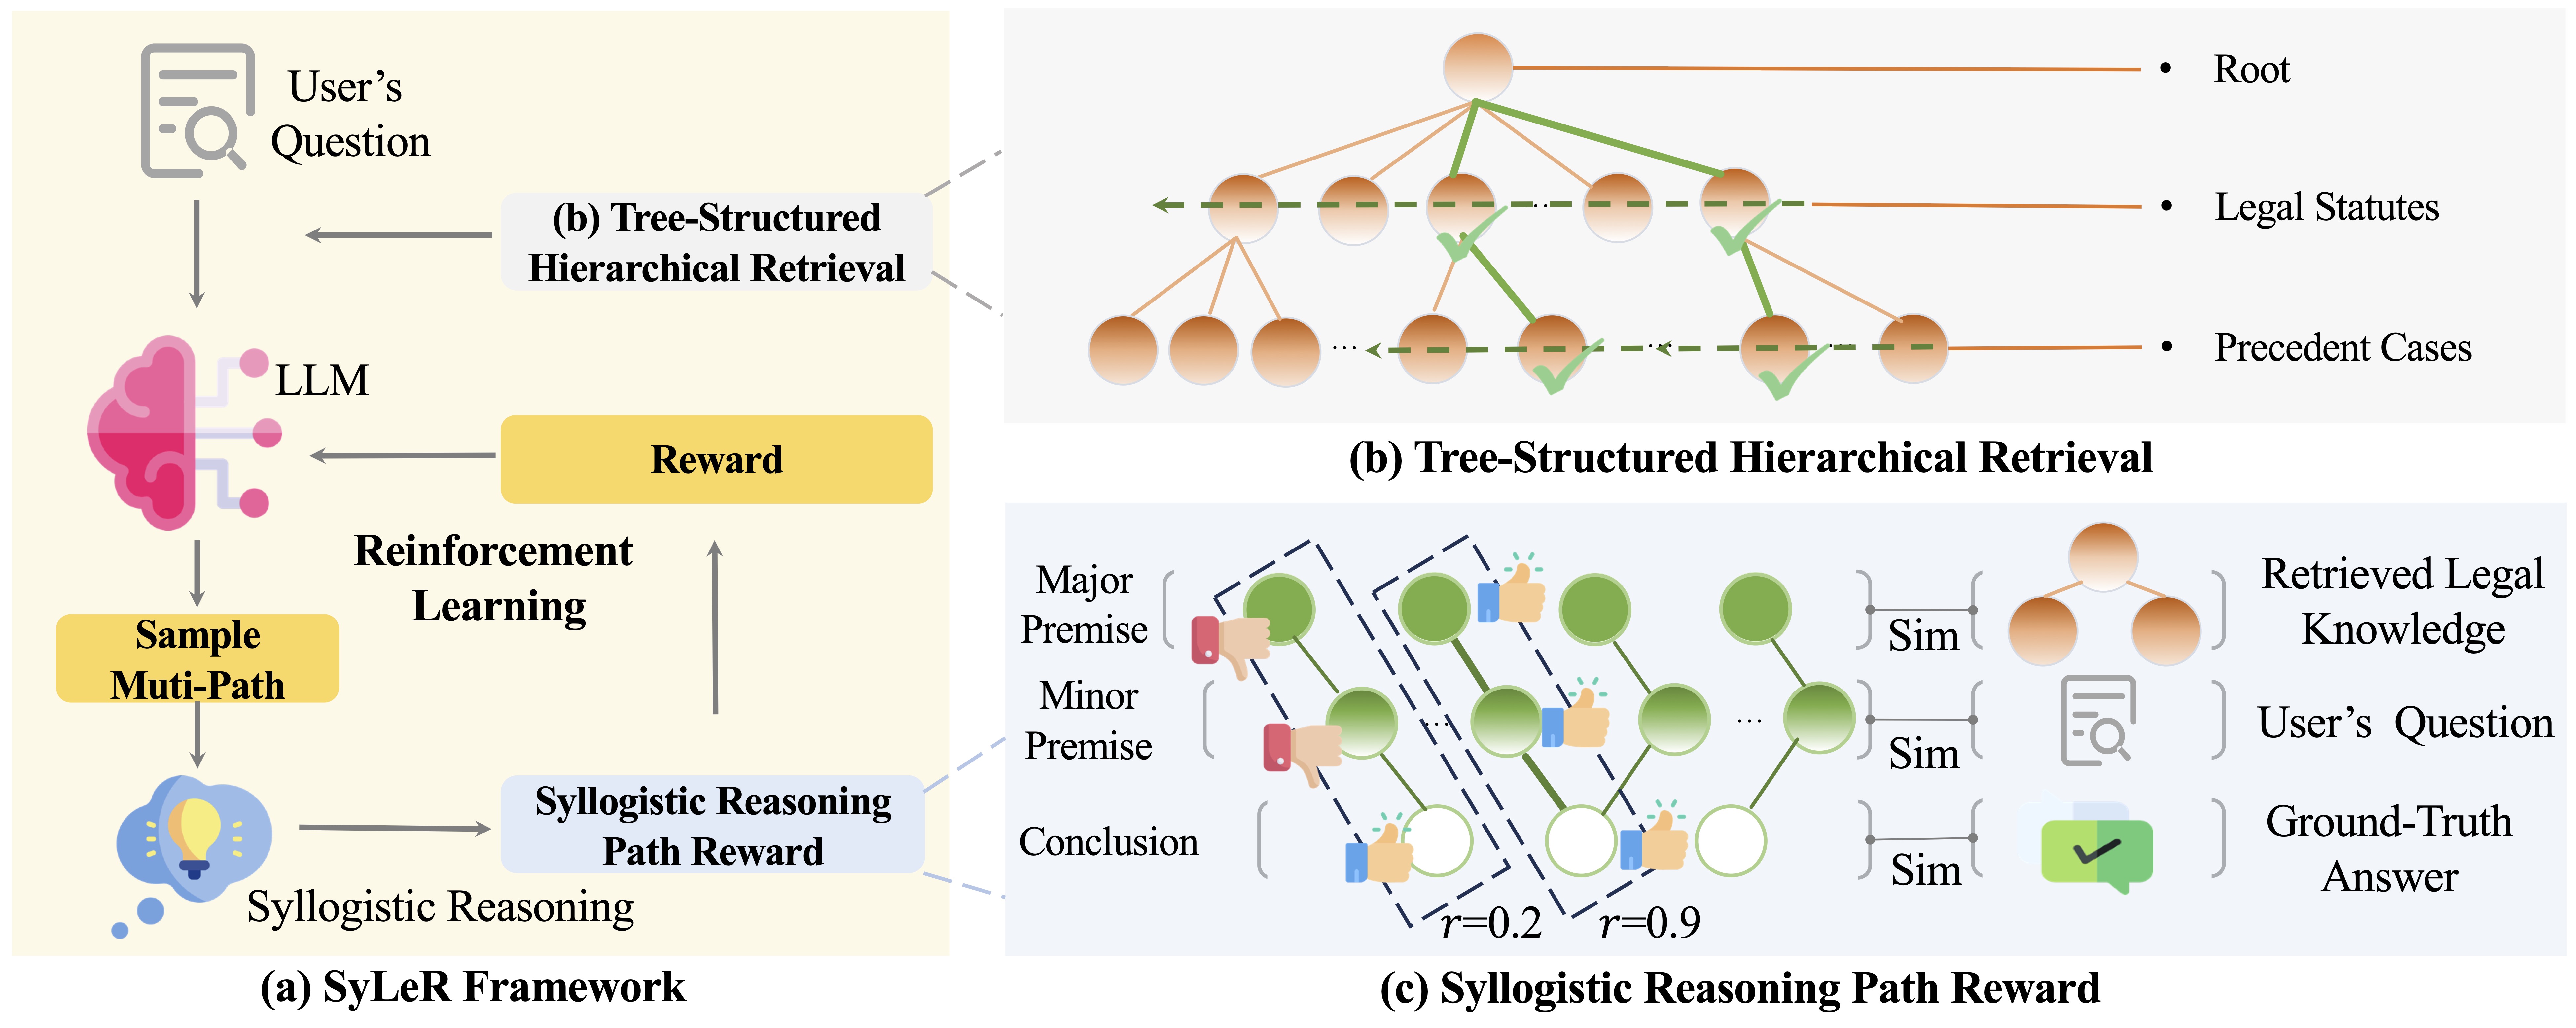 User’s
Question
(b) Tree-Structured
Hierarchical Retrieval
LLM
Reward
Reinforcement
Learning
Sample
Muti-Path
Syllogistic Reasoning
Path Reward
Syllogistic Reasoning
(a) SyLeR Framework
• Root
• Legal Statutes
• Precedent Cases
...
...
...
...
(b) Tree-Structured Hierarchical Retrieval
Major
Premise
Sim
Retrieved Legal
Knowledge
Minor
Premise
...
...
Sim
User’s Question
Conclusion
Sim
Ground-Truth
Answer
r=0.2
r=0.9
(c) Syllogistic Reasoning Path Reward